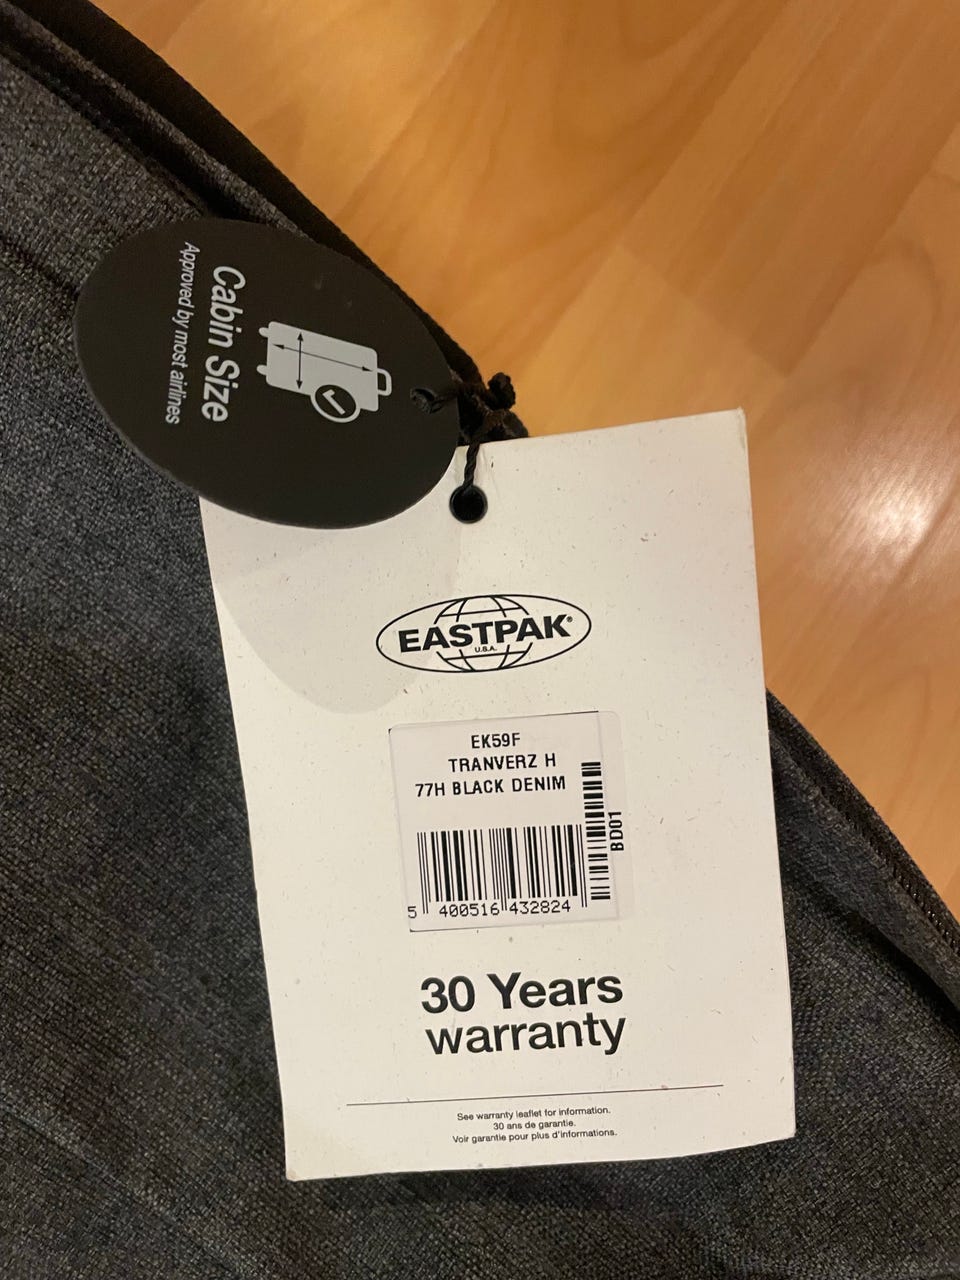 Cabin Size
Approved by most airlines
EASTPAK®
U.S.A.
EK59F
TRANVERZ H
77H BLACK DENIM
BD01
5 400516 432824
30 Years
warranty
See warranty leaflet for information.
30 ans de garantie.
Voir garantie pour plus d'informations.